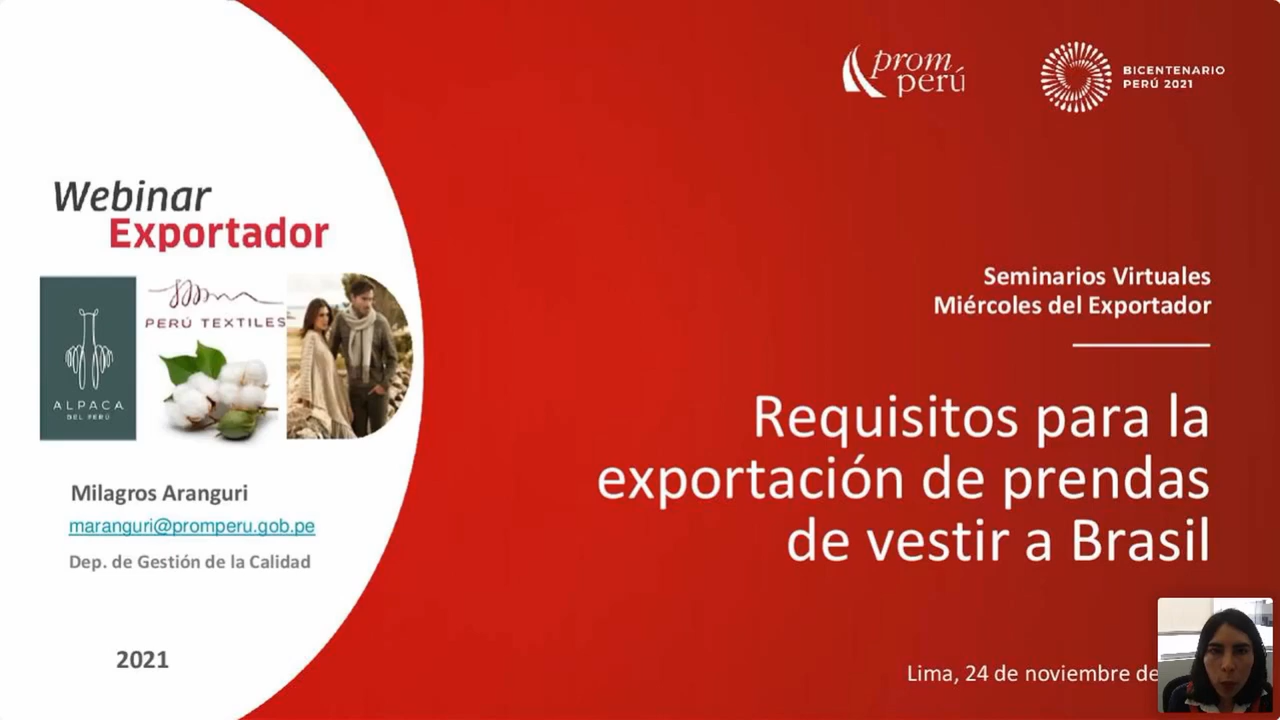 prom
perú
BICENTENARIO
PERÚ 2021
Webinar
Exportador
PERÚ TEXTILES
ALPACA
DEL PERÚ
Milagros Aranguri
maranguri@promperu.gob.pe
Dep. de Gestión de la Calidad
2021
Seminarios Virtuales
Miércoles del Exportador
Requisitos para la
exportación de prendas
de vestir a Brasil
Lima, 24 de noviembre de